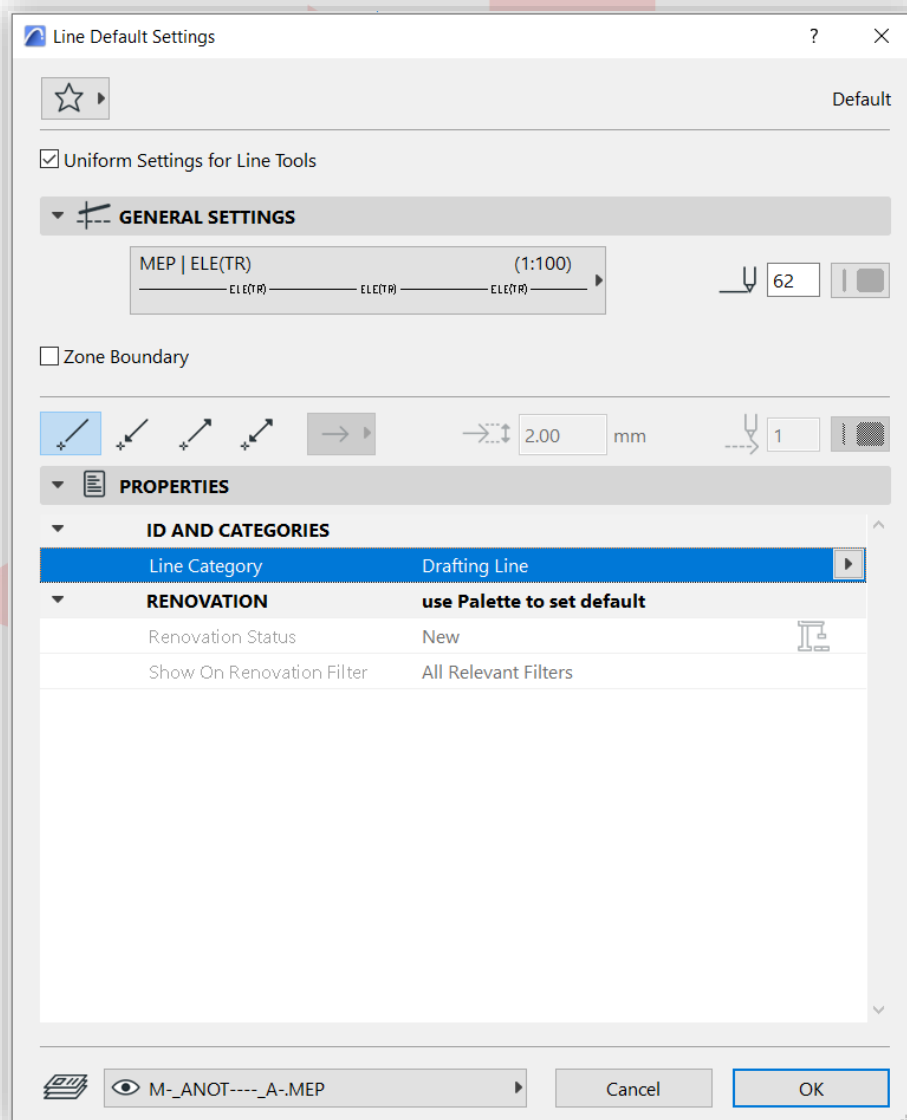 Line Default Settings ?
Default
Uniform Settings for Line Tools
GENERAL SETTINGS
MEP | ELE(TR) (1:100)
ELE(TR) ELE(TR) ELE(TR)
62
Zone Boundary
2.00 mm 1
PROPERTIES
ID AND CATEGORIES
Line Category Drafting Line
RENOVATION use Palette to set default
Renovation Status New
Show On Renovation Filter All Relevant Filters
M-_ANOT----_A-.MEP Cancel OK